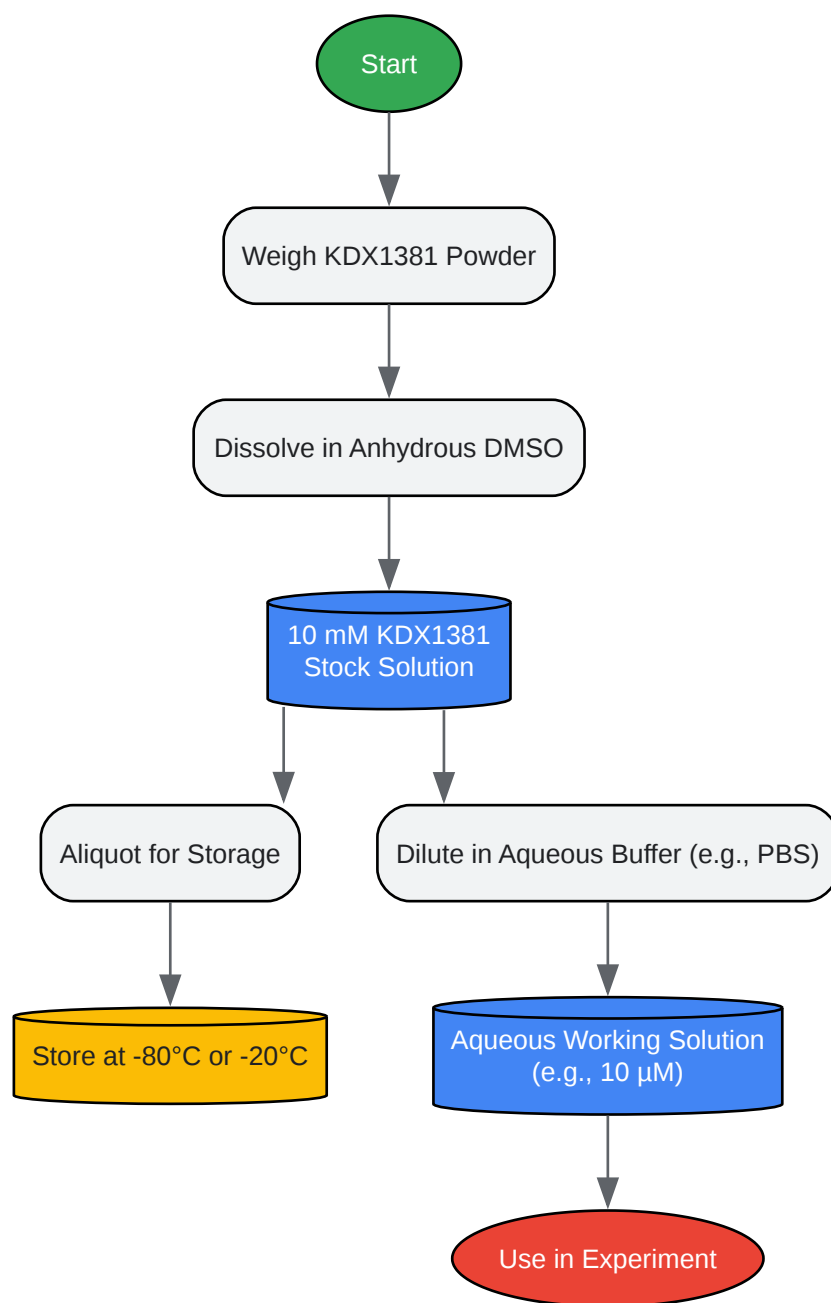 Start
Weigh KDX1381 Powder
Dissolve in Anhydrous DMSO
10 mM KDX1381
Stock Solution
Aliquot for Storage
Dilute in Aqueous Buffer (e.g., PBS)
Store at -80°C or -20°C
Aqueous Working Solution
(e.g., 10 µM)
Use in Experiment